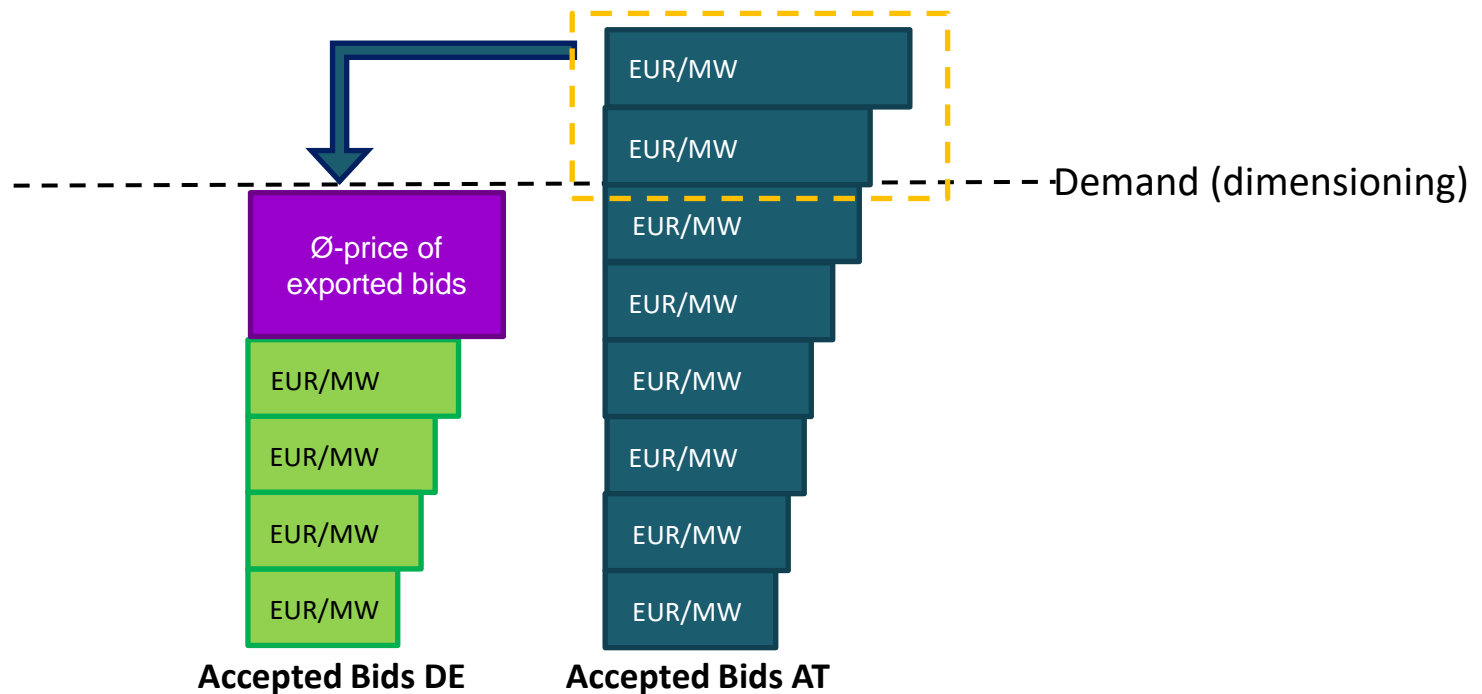 EUR/MW
EUR/MW
Demand (dimensioning)
EUR/MW
Ø-price of
exported bids
EUR/MW
EUR/MW
EUR/MW
EUR/MW
EUR/MW
EUR/MW
EUR/MW
EUR/MW
EUR/MW
Accepted Bids DE
Accepted Bids AT